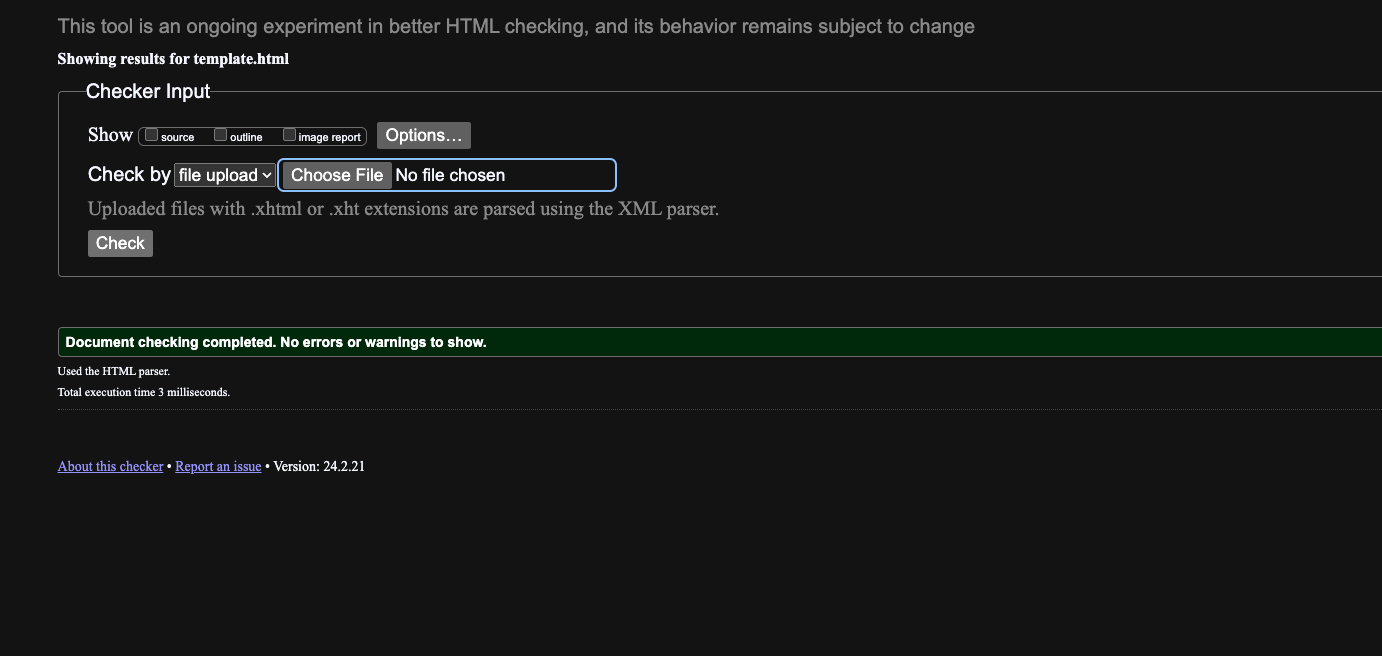 This tool is an ongoing experiment in better HTML checking, and its behavior remains subject to change
Showing results for template.html
Checker Input
Show source outline image report Options…
Check by file upload Choose File No file chosen
Uploaded files with .xhtml or .xht extensions are parsed using the XML parser.
Check
Document checking completed. No errors or warnings to show.
Used the HTML parser.
Total execution time 3 milliseconds.
About this checker • Report an issue • Version: 24.2.21